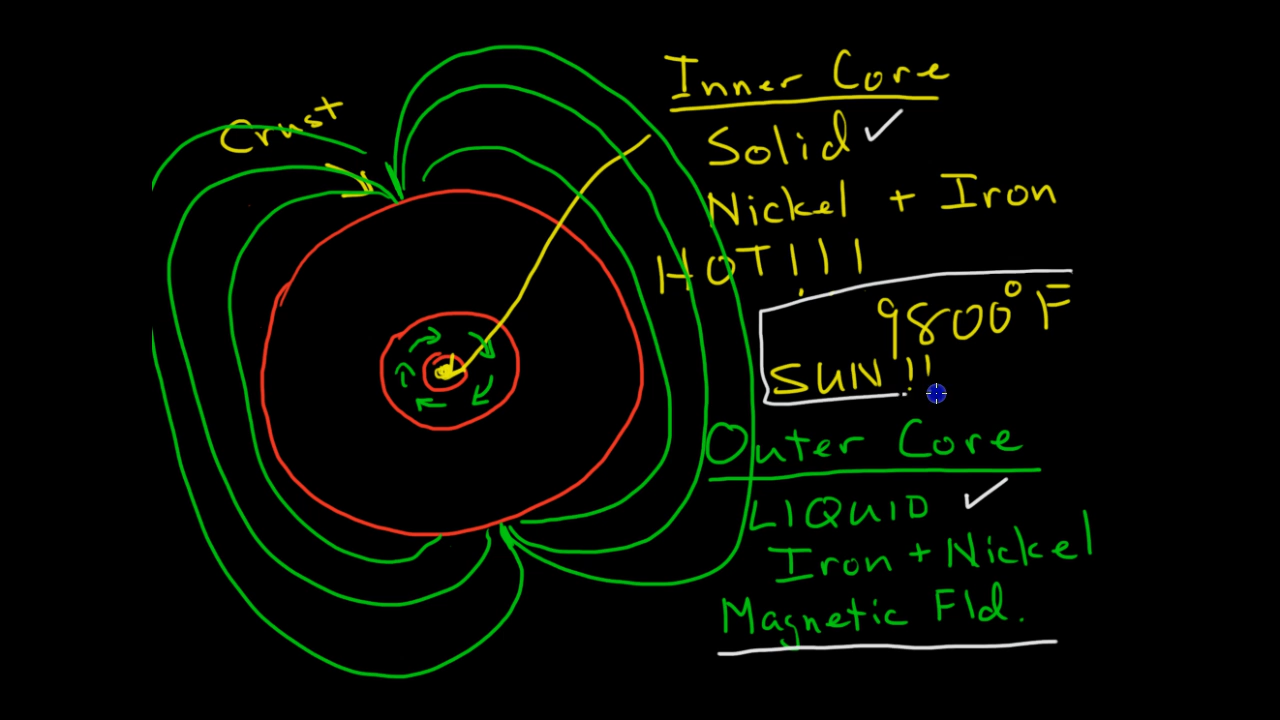 Crust
Inner Core
Solid
Nickel + Iron
HOT!!!
9800° F
SUN!!
Outer Core
LIQUID
Iron + Nickel
Magnetic Fld.